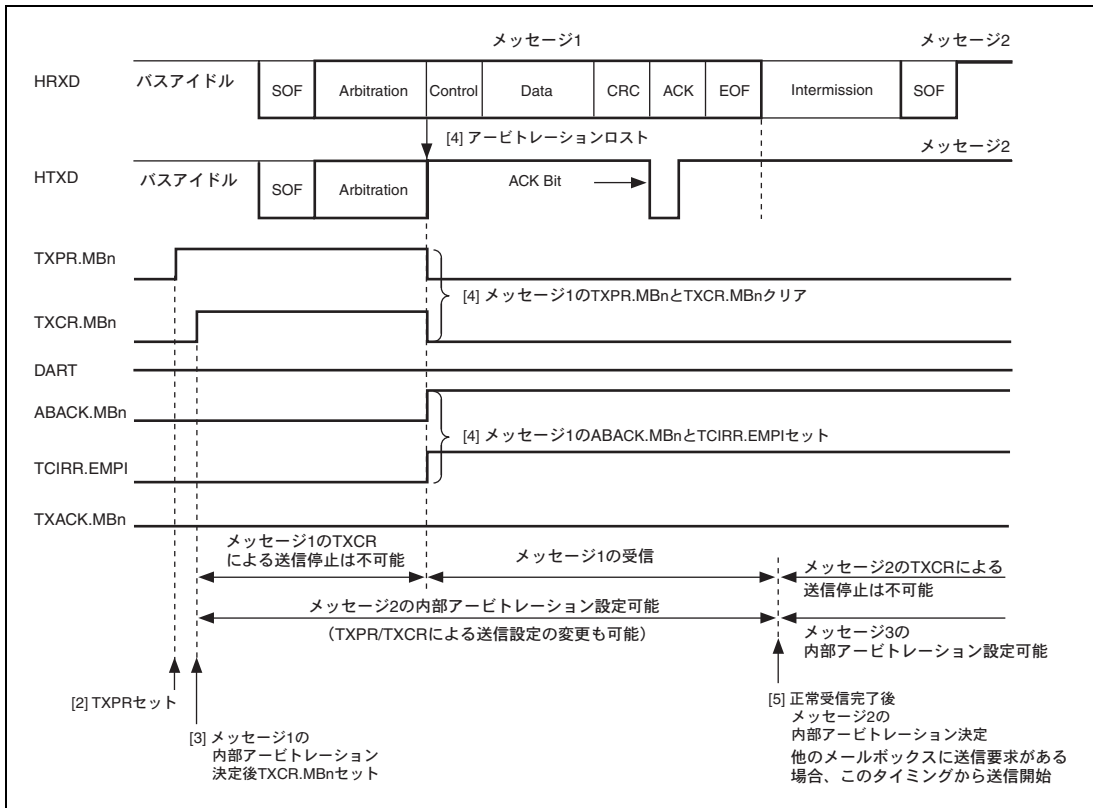 メッセージ1
メッセージ2
HRXD
バスアイドル
SOF
Arbitration
Control
Data
CRC
ACK
EOF
Intermission
SOF
[4] アービトレーションロスト
メッセージ2
HTXD
バスアイドル
SOF
Arbitration
ACK Bit
TXPR.MBn
[4] メッセージ1のTXPR.MBnとTXCR.MBnクリア
TXCR.MBn
DART
ABACK.MBn
[4] メッセージ1のABACK.MBnとTCIRR.EMPIセット
TCIRR.EMPI
TXACK.MBn
メッセージ1のTXCR
による送信停止は不可能
メッセージ1の受信
メッセージ2のTXCRによる
送信停止は不可能
メッセージ2の内部アービトレーション設定可能
（TXPR/TXCRによる送信設定の変更も可能）
メッセージ3の
内部アービトレーション設定可能
[2] TXPRセット
[3] メッセージ1の
内部アービトレーション
決定後TXCR.MBnセット
[5] 正常受信完了後
メッセージ2の
内部アービトレーション決定
他のメールボックスに送信要求がある
場合、このタイミングから送信開始